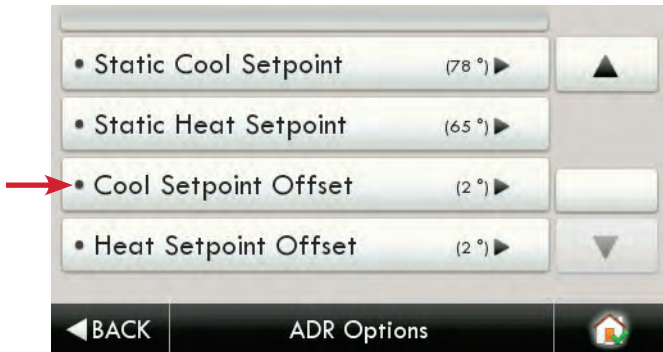 • Static Cool Setpoint (78 °) ▶
• Static Heat Setpoint (65 °) ▶
• Cool Setpoint Offset (2 °) ▶
• Heat Setpoint Offset (2 °) ▶
◀BACK ADR Options